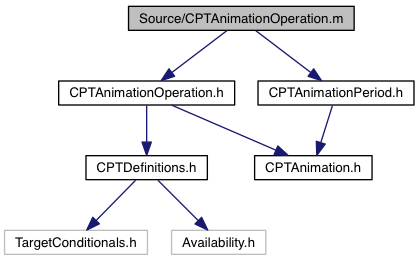 Source/CPTAnimationOperation.m
CPTAnimationOperation.h
CPTAnimationPeriod.h
CPTDefinitions.h
CPTAnimation.h
TargetConditionals.h
Availability.h